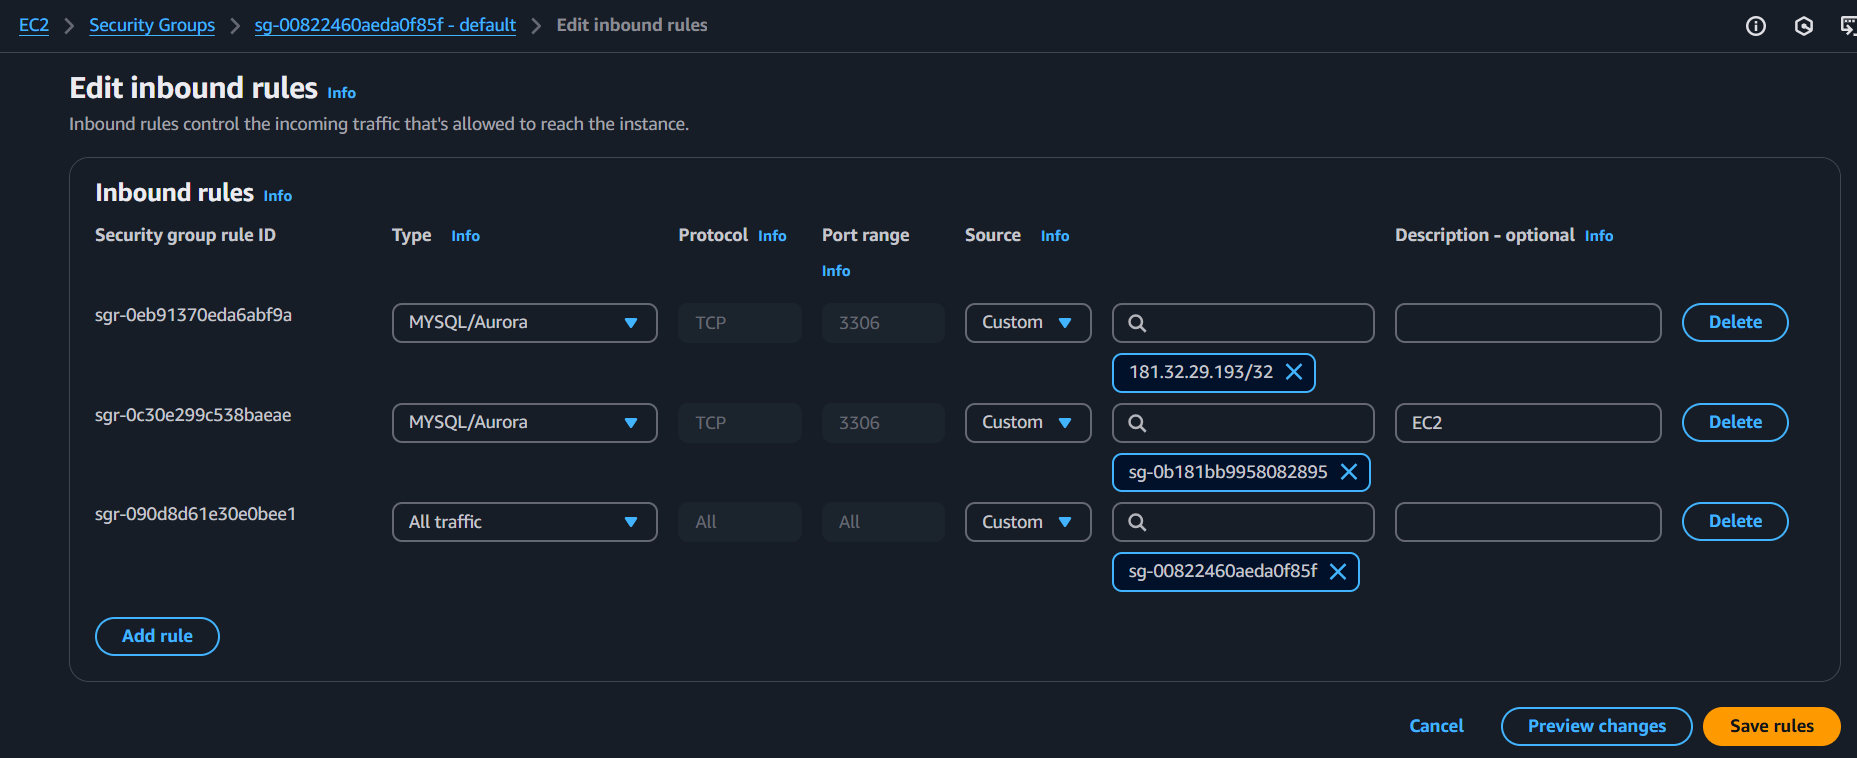 EC2 > Security Groups > sg-00822460aeda0f85f - default > Edit inbound rules
Edit inbound rules Info
Inbound rules control the incoming traffic that's allowed to reach the instance.
Inbound rules Info
Security group rule ID Type Info Protocol Info Port range Info Source Info Description - optional Info
sgr-0eb91370eda6abf9a MYSQL/Aurora TCP 3306 Custom Delete
181.32.29.193/32
sgr-0c30e299c538baeae MYSQL/Aurora TCP 3306 Custom EC2 Delete
sg-0b181bb9958082895
sgr-090d8d61e30e0bee1 All traffic All All Custom Delete
sg-00822460aeda0f85f
Add rule
Cancel Preview changes Save rules